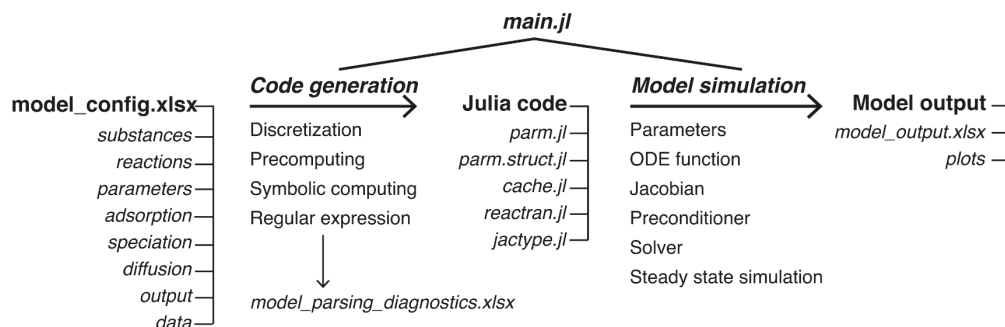 main.jl
Code generation
Model simulation
model_config.xlsx
substances
reactions
parameters
adsorption
speciation
diffusion
output
data
Discretization
Precomputing
Symbolic computing
Regular expression
model_parsing_diagnostics.xlsx
Julia code
parm.jl
parm.struct.jl
cache.jl
reactran.jl
jactype.jl
Parameters
ODE function
Jacobian
Preconditioner
Solver
Steady state simulation
Model output
model_output.xlsx
plots